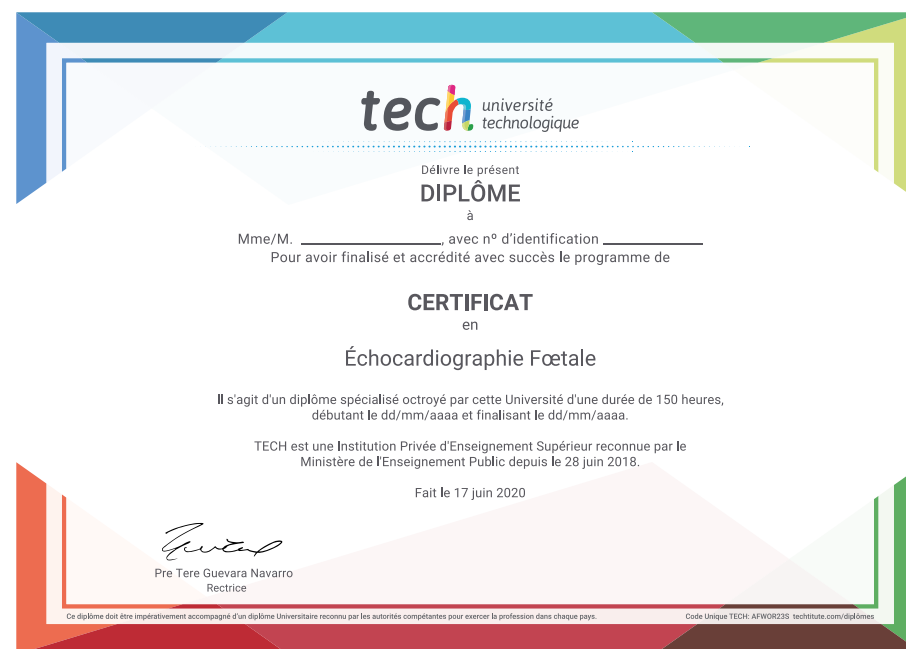 tech université
technologique
Délivre le présent
DIPLÔME
à
Mme/M. ____________________, avec nº d'identification ______________
Pour avoir finalisé et accrédité avec succès le programme de
CERTIFICAT
en
Échocardiographie Fœtale
Il s'agit d'un diplôme spécialisé octroyé par cette Université d'une durée de 150 heures,
débutant le dd/mm/aaaa et finalisant le dd/mm/aaaa.
TECH est une Institution Privée d'Enseignement Supérieur reconnue par le
Ministère de l'Enseignement Public depuis le 28 juin 2018.
Fait le 17 juin 2020
Pre Tere Guevara Navarro
Rectrice
Ce diplôme doit être impérativement accompagné d'un diplôme Universitaire reconnu par les autorités compétantes pour exercer la profession dans chaque pays.
Code Unique TECH: AFWOR23S techtitute.com/diplômes